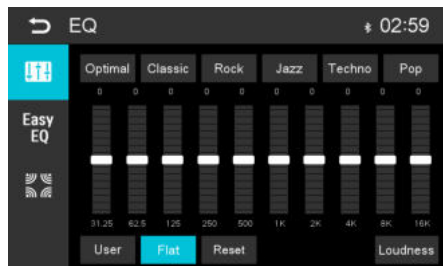 EQ 02:59
Optimal Classic Rock Jazz Techno Pop
0 0 0 0 0 0 0 0 0 0
Easy
EQ
31.25 62.5 125 250 500 1K 2K 4K 8K 16K
User Flat Reset Loudness